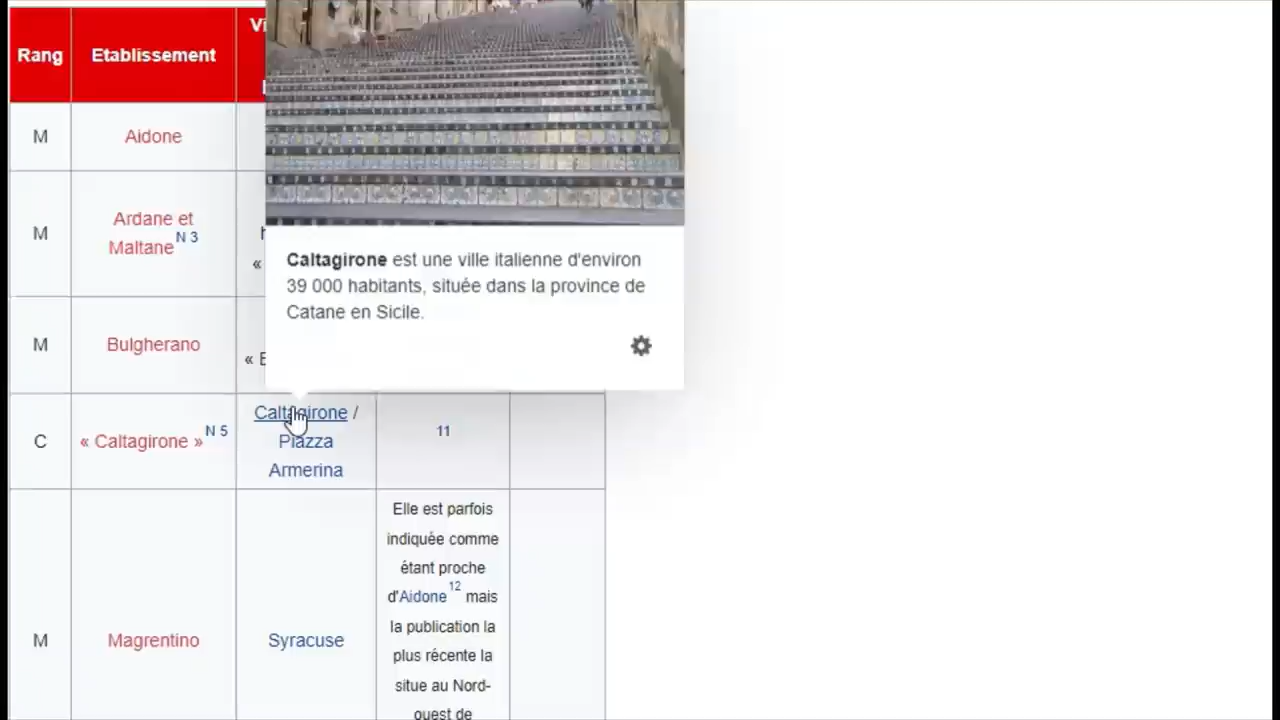 Rang
Etablissement
Vi
M
Aidone
M
Ardane et
Maltane N 3
«
M
Bulgherano
« E
Caltagirone est une ville italienne d'environ
39 000 habitants, située dans la province de
Catane en Sicile.
C
« Caltagirone » N 5
Caltagirone /
Piazza
Armerina
11
M
Magrentino
Syracuse
Elle est parfois
indiquée comme
étant proche
d'Aidone 12 mais
la publication la
plus récente la
situe au Nord-
ouest de